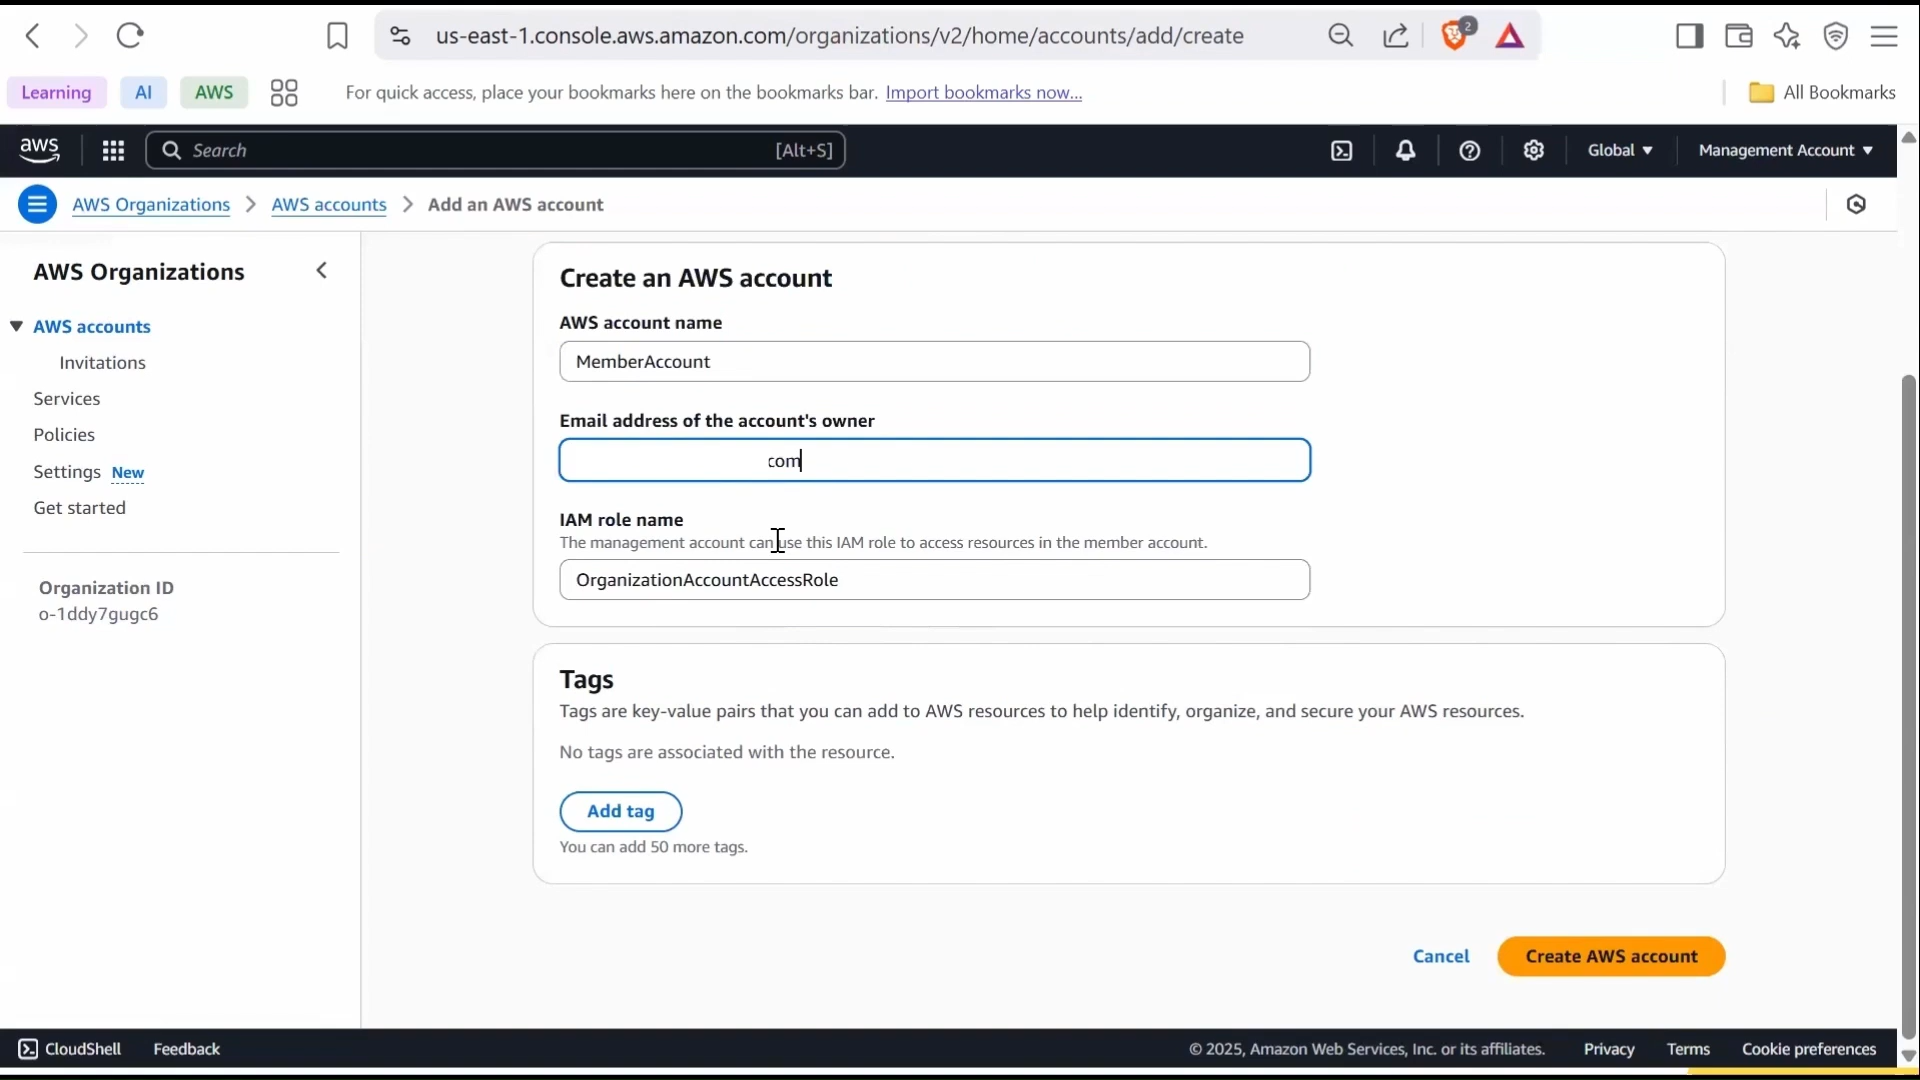 us-east-1.console.aws.amazon.com/organizations/v2/home/accounts/add/create
2
Learning
AI
AWS
For quick access, place your bookmarks here on the bookmarks bar. Import bookmarks now...
All Bookmarks
aws
Search
[Alt+S]
Global
Management Account
AWS Organizations
AWS accounts
Add an AWS account
AWS Organizations
AWS accounts
Invitations
Services
Policies
Settings New
Get started
Organization ID
o-1ddy7gugc6
Create an AWS account
AWS account name
MemberAccount
Email address of the account's owner
com
IAM role name
The management account can use this IAM role to access resources in the member account.
OrganizationAccountAccessRole
Tags
Tags are key-value pairs that you can add to AWS resources to help identify, organize, and secure your AWS resources.
No tags are associated with the resource.
Add tag
You can add 50 more tags.
Cancel
Create AWS account
CloudShell
Feedback
© 2025, Amazon Web Services, Inc. or its affiliates.
Privacy
Terms
Cookie preferences